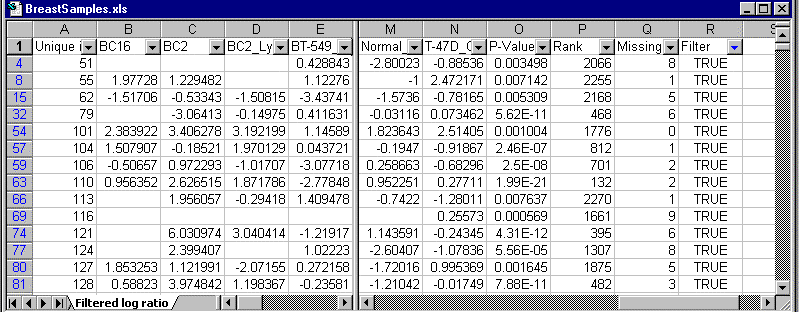 BreastSamples.xls
A B C D E M N O P Q R S
1 Unique i BC16 BC2 BC2_Ly BT-549_ Normal_ T-47D_C P-Value Rank Missing Filter
4 51 0.428843 -2.80023 -0.88536 0.003498 2066 8 TRUE
8 55 1.97728 1.229482 1.12276 -1 2.472171 0.007142 2255 1 TRUE
15 62 -1.51706 -0.53343 -1.50815 -3.43741 -1.5736 -0.78165 0.005309 2168 5 TRUE
32 79 -3.06413 -0.14975 0.411631 -0.03116 0.073462 5.62E-11 468 6 TRUE
54 101 2.383922 3.406278 3.192199 1.14589 1.823643 2.51405 0.001004 1776 0 TRUE
57 104 1.507907 -0.18521 1.970129 0.043721 -0.1947 -0.91867 2.46E-07 812 1 TRUE
59 106 -0.50657 0.972293 -1.01707 -3.07718 0.258663 -0.68296 2.5E-08 701 2 TRUE
63 110 0.956352 2.626515 1.871786 -2.77848 0.952251 0.27711 1.99E-21 132 2 TRUE
66 113 1.956057 -0.29418 1.409478 -0.7422 -1.28011 0.007637 2270 1 TRUE
69 116 0.25573 0.000569 1661 9 TRUE
74 121 6.030974 3.040414 -1.21917 1.143591 -0.24345 4.31E-12 395 6 TRUE
77 124 2.399407 1.02223 -2.60407 -1.07836 5.56E-05 1307 8 TRUE
80 127 1.853253 1.121991 -2.07155 0.272158 -1.72016 0.995369 0.001645 1875 5 TRUE
81 128 0.58823 3.974842 1.198367 -0.23581 -1.21042 -0.01749 7.88E-11 482 3 TRUE
Filtered log ratio